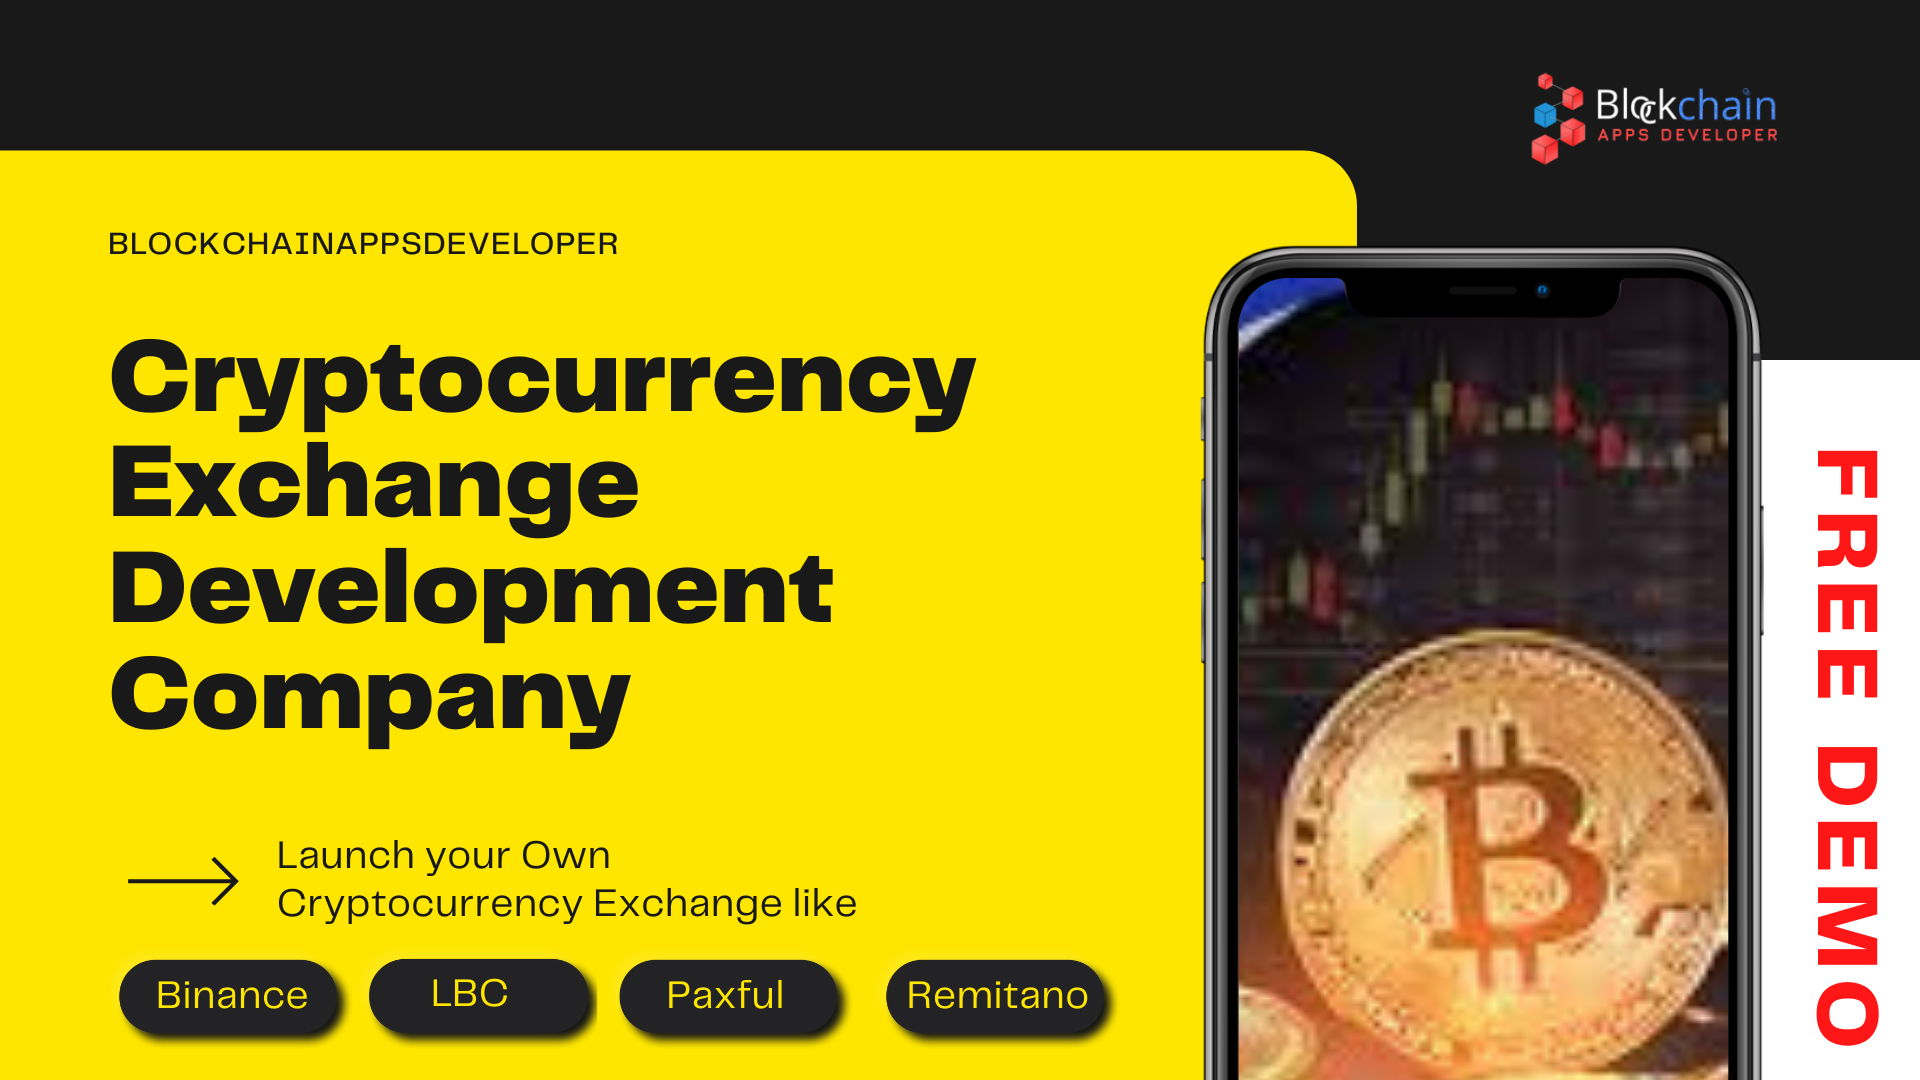 Blockchain
APPS DEVELOPER
BLOCKCHAINAPPSDEVELOPER
Cryptocurrency
Exchange
Development
Company
Launch your Own
Cryptocurrency Exchange like
Binance
LBC
Paxful
Remitano
FREE DEMO